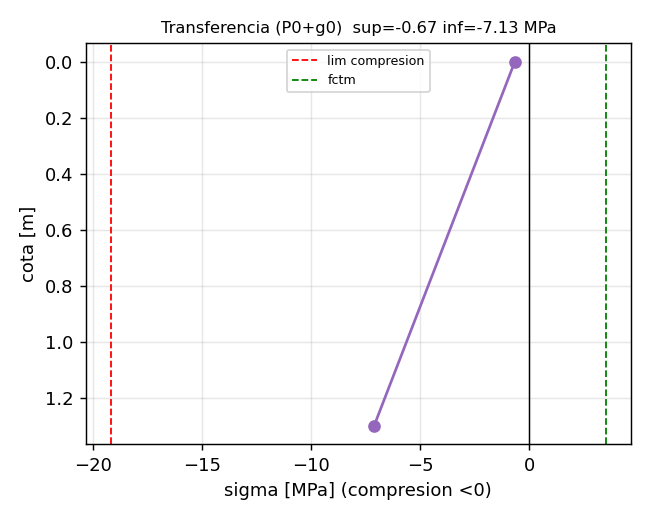 Transferencia (P0+g0)  sup=-0.67 inf=-7.13 MPa
lim compresion
fctm
cota [m]
0.0
0.2
0.4
0.6
0.8
1.0
1.2
−20 −15 −10 −5 0
sigma [MPa] (compresion <0)